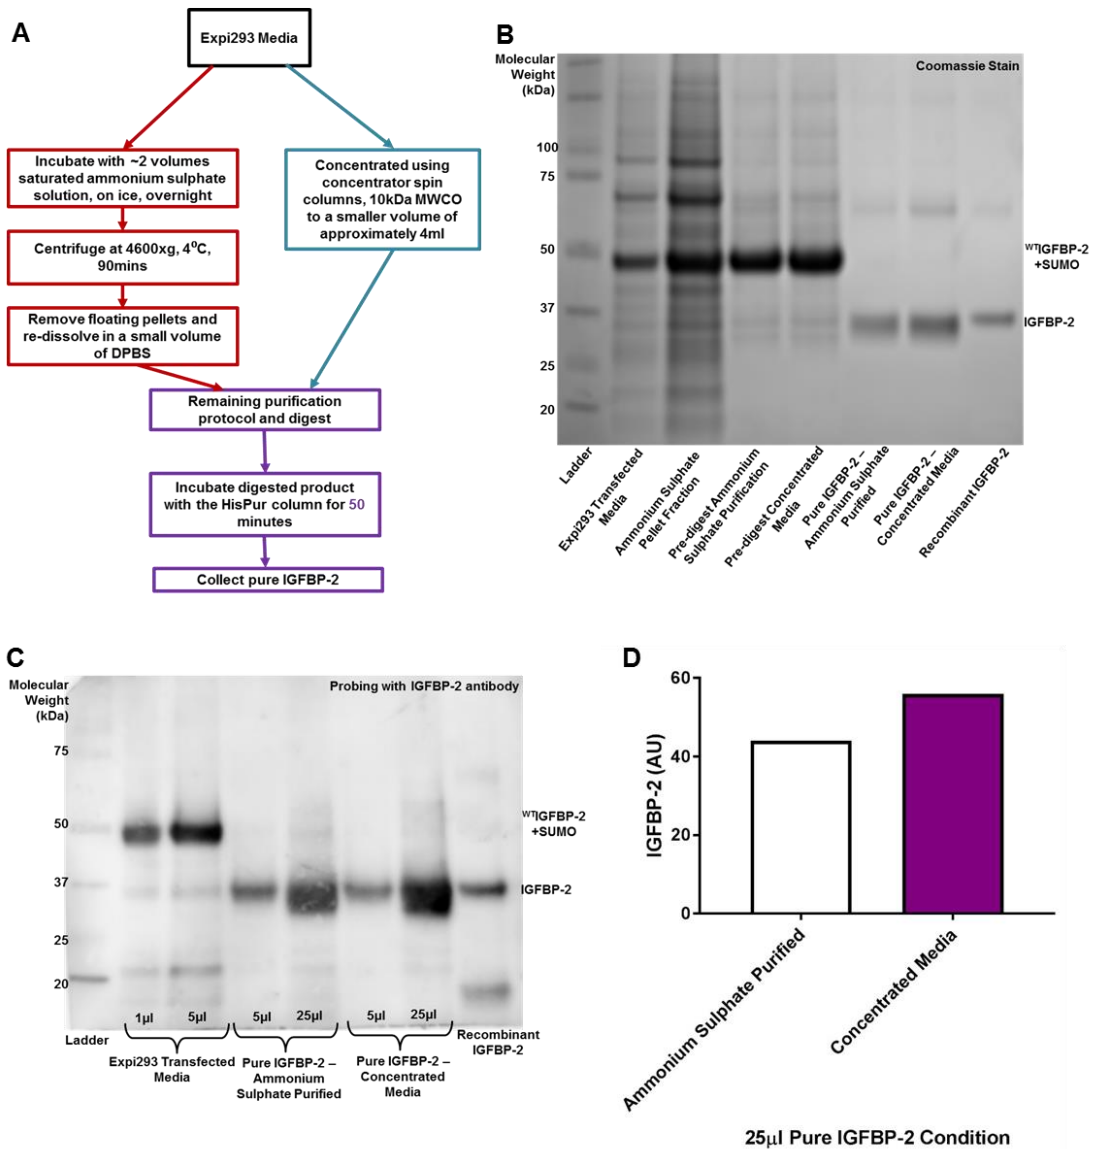 A
Expi293 Media
Incubate with ~2 volumes
saturated ammonium sulphate
solution, on ice, overnight
Concentrated using
concentrator spin
columns, 10kDa MWCO
to a smaller volume of
approximately 4ml
Centrifuge at 4600xg, 4⁰C,
90mins
Remove floating pellets and
re-dissolve in a small volume
of DPBS
Remaining purification
protocol and digest
Incubate digested product
with the HisPur column for 50
minutes
Collect pure IGFBP-2
B
Molecular
Weight
(kDa)
Coomassie Stain
100
75
50
37
25
20
WTIGFBP-2
+SUMO
IGFBP-2
Ladder
Expi293 Transfected
Media
Ammonium Sulphate
Pellet Fraction
Pre-digest Ammonium
Sulphate Purification
Pre-digest Concentrated
Media
Pure IGFBP-2 –
Ammonium Sulphate
Purified
Pure IGFBP-2 –
Concentrated Media
Recombinant IGFBP-2
C
Molecular
Weight
(kDa)
Probing with IGFBP-2 antibody
75
50
37
25
20
WTIGFBP-2
+SUMO
IGFBP-2
1µl 5µl 5µl 25µl 5µl 25µl
Ladder
Expi293 Transfected
Media
Pure IGFBP-2 –
Ammonium
Sulphate Purified
Pure IGFBP-2 –
Concentrated
Media
Recombinant
IGFBP-2
D
IGFBP-2 (AU)
60
40
20
0
Ammonium Sulphate Purified
Concentrated Media
25µl Pure IGFBP-2 Condition